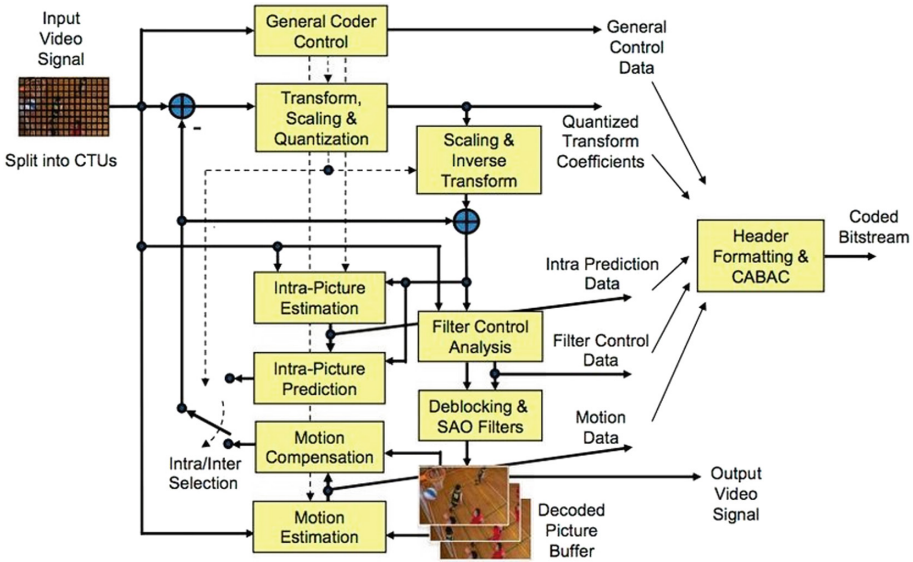 Input
Video
Signal
Split into CTUs
General Coder
Control
General
Control
Data
Transform,
Scaling &
Quantization
-
Quantized
Transform
Coefficients
Scaling &
Inverse
Transform
Header
Formatting &
CABAC
Coded
Bitstream
Intra-Picture
Estimation
Intra Prediction
Data
Filter Control
Analysis
Filter Control
Data
Intra-Picture
Prediction
Deblocking &
SAO Filters
Motion
Data
Motion
Compensation
Intra/Inter
Selection
Output
Video
Signal
Motion
Estimation
Decoded
Picture
Buffer